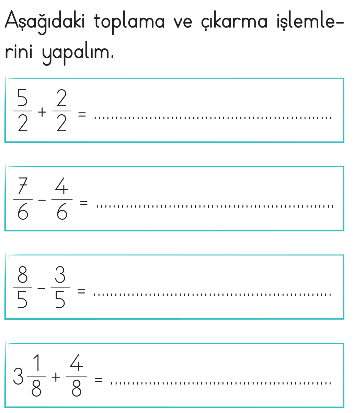 Aşağıdaki toplama ve çıkarma işlemle-
rini yapalım.
5/2 + 2/2 = ........................................................
7/6 - 4/6 = ........................................................
8/5 - 3/5 = ........................................................
3 1/8 + 4/8 = ....................................................